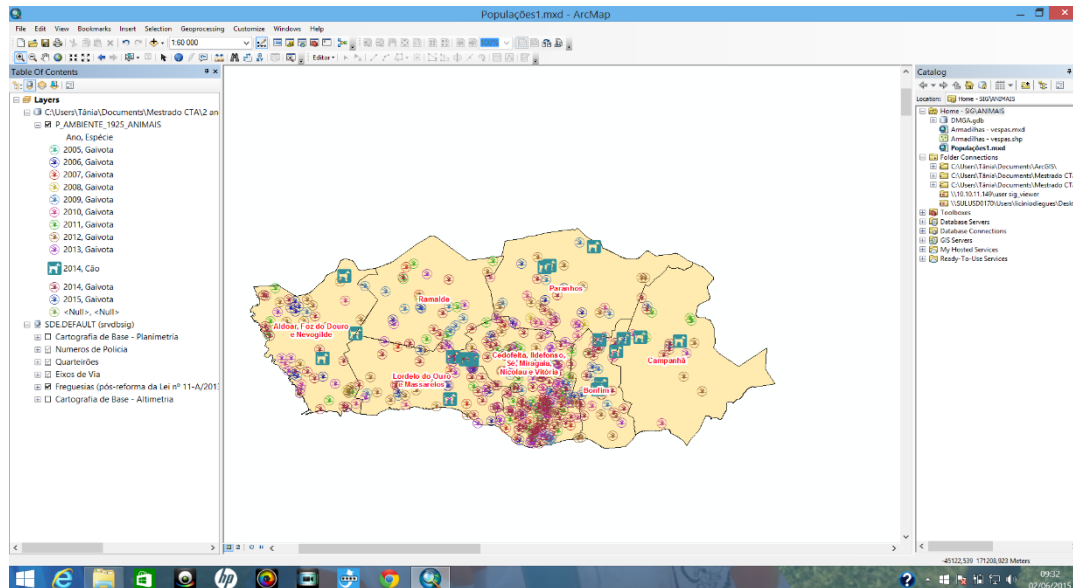 Populações1.mxd - ArcMap
File Edit View Bookmarks Insert Selection Geoprocessing Customize Windows Help
1:60 000
100%
Editor
Table Of Contents
Layers
C:\Users\Tânia\Documents\Mestrado CTA\2 an
P_AMBIENTE_1925_ANIMAIS
Ano, Espécie
2005, Gaivota
2006, Gaivota
2007, Gaivota
2008, Gaivota
2009, Gaivota
2010, Gaivota
2011, Gaivota
2012, Gaivota
2013, Gaivota
2014, Cão
2014, Gaivota
2015, Gaivota
<Null>, <Null>
SDE.DEFAULT (srvdbsig)
Cartografia de Base - Planimetria
Numeros de Policia
Quarteirões
Eixos de Via
Freguesias (pós-reforma da Lei nº 11-A/201
Cartografia de Base - Altimetria
Paranhos
Ramalde
Aldoar, Foz do Douro
e Nevogilde
Cedofeita, Ildefonso,
Sé, Miragaia,
Nicolau e Vitória
Campanhã
Lordelo do Ouro
e Massarelos
Bonfim
Catalog
Location: Home - SIG\ANIMAIS
Home - SIG\ANIMAIS
DMGA.gdb
Armadilhas - vespas.mxd
Armadilhas - vespas.shp
Populações1.mxd
Folder Connections
C:\Users\Tânia\Documents\ArcGIS\
C:\Users\Tânia\Documents\Mestrado CT
C:\Users\Tânia\Documents\Mestrado CT
\\10.10.11.149\user sig_viewer
\\SULUSD0170\Users\liciniodiegues\Desk
Toolboxes
Database Servers
Database Connections
GIS Servers
My Hosted Services
Ready-To-Use Services
-45122,539 171208,923 Meters
09:32
02/06/2015